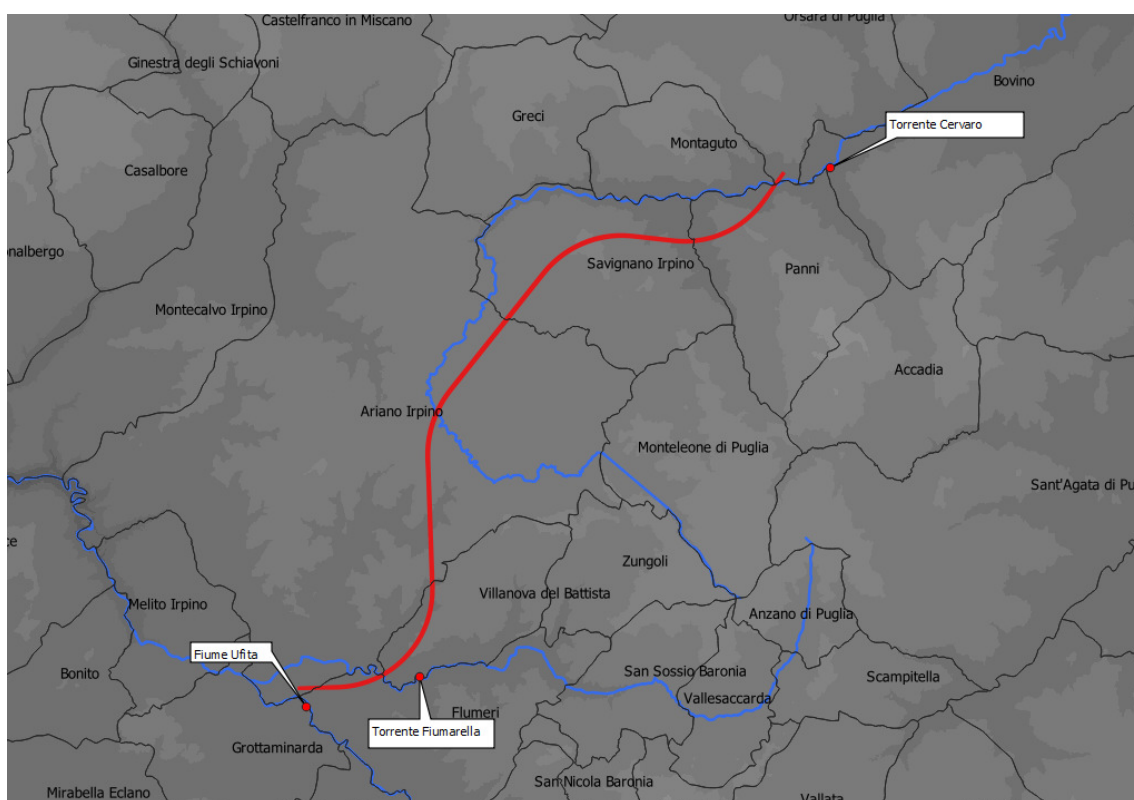 Castelfranco in Miscano
Orsara di Puglia
Ginestra degli Schiavoni
Bovino
Greci
Torrente Cervaro
Montaguto
Casalbore
onalbergo
Savignano Irpino
Panni
Montecalvo Irpino
Accadia
Ariano Irpino
Monteleone di Puglia
Sant'Agata di Pu
ce
Zungoli
Villanova del Battista
Melito Irpino
Anzano di Puglia
Fiume Ufita
Bonito
San Sossio Baronia
Scampitella
Vallesaccarda
Flumeri
Torrente Fiumarella
Grottaminarda
San Nicola Baronia
Mirabella Eclano
Vallata